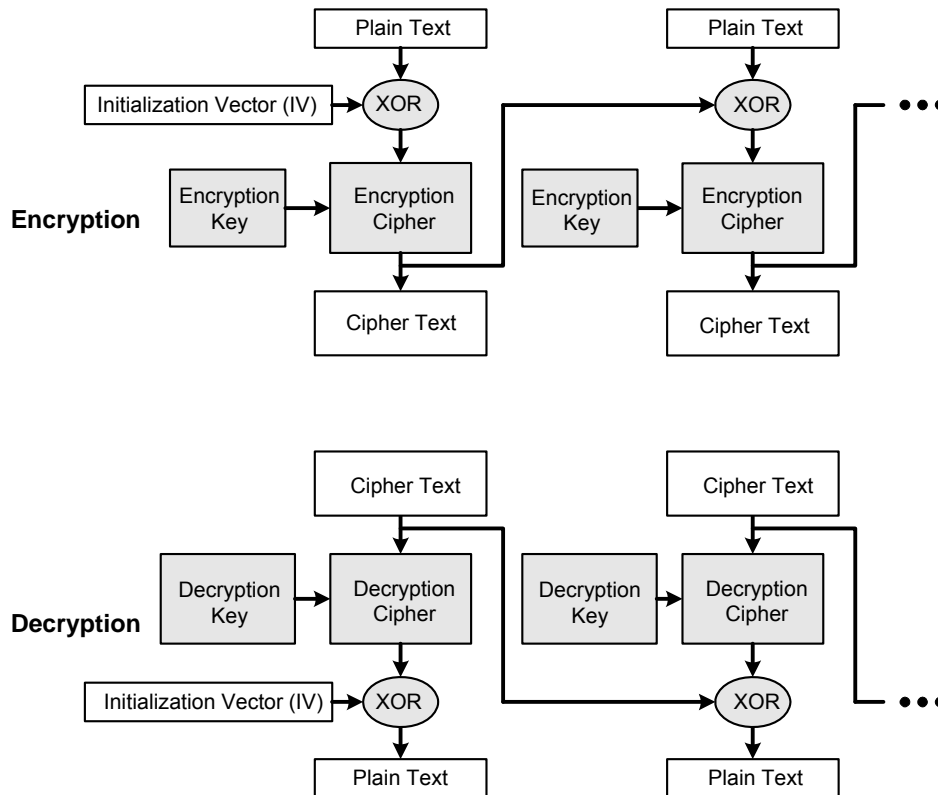 Plain Text
Plain Text
Initialization Vector (IV)
XOR
XOR
Encryption
Encryption
Key
Encryption
Cipher
Encryption
Key
Encryption
Cipher
Cipher Text
Cipher Text
Cipher Text
Cipher Text
Decryption
Decryption
Key
Decryption
Cipher
Decryption
Key
Decryption
Cipher
Initialization Vector (IV)
XOR
XOR
Plain Text
Plain Text